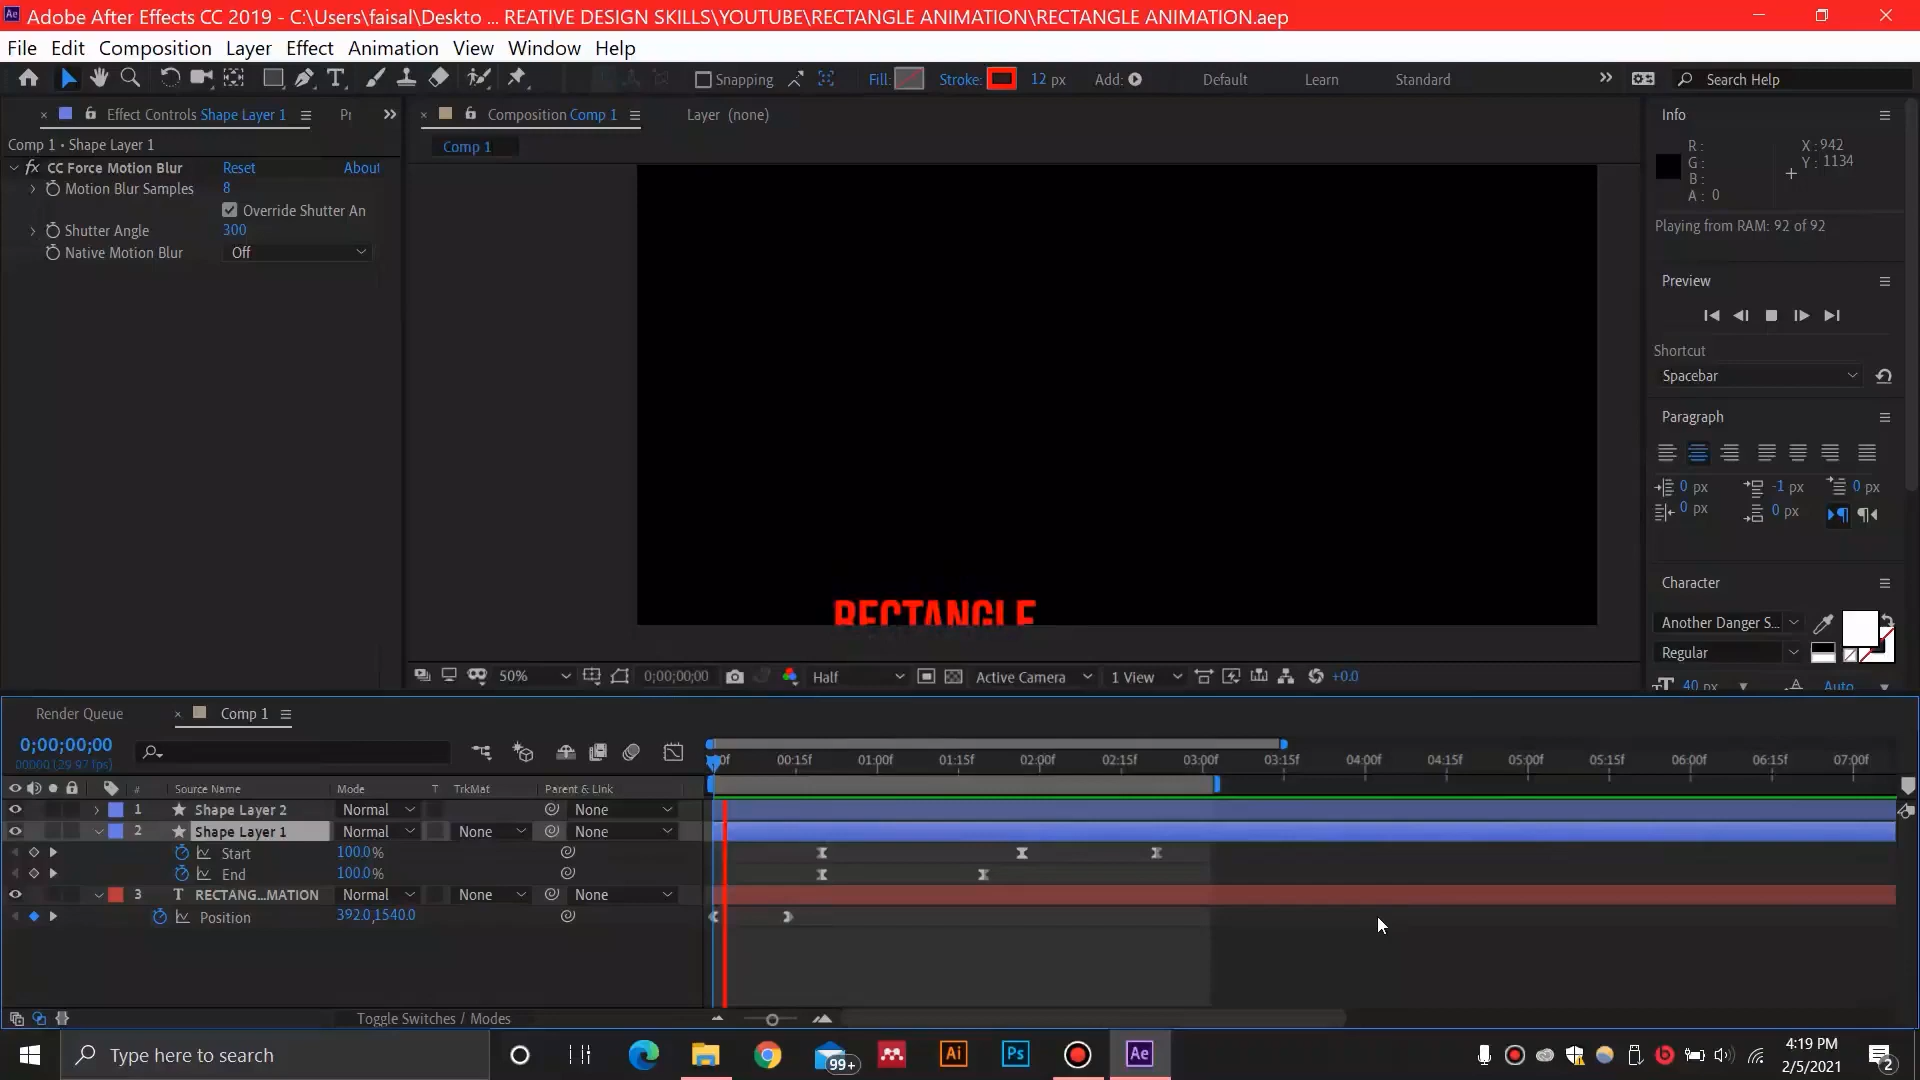 Adobe After Effects CC 2019 - C:\Users\faisal\Deskto ... REATIVE DESIGN SKILLS\YOUTUBE\RECTANGLE ANIMATION\RECTANGLE ANIMATION.aep
File Edit Composition Layer Effect Animation View Window Help
Snapping Fill: Stroke: 12 px Add: Default Learn Standard Search Help
Effect Controls Shape Layer 1 Pr Composition Comp 1 Layer (none) Info
Comp 1 • Shape Layer 1 Comp 1
R: X: 942
G: Y: 1134
B:
A: 0
fx CC Force Motion Blur Reset About
Motion Blur Samples 8
Override Shutter An
Shutter Angle 300
Native Motion Blur Off
Playing from RAM: 92 of 92
Preview
Shortcut
Spacebar
Paragraph
0 px -1 px 0 px
0 px 0 px
Character
Another Danger S...
Regular
40 px Auto
RECTANGLE
50% 0;00;00;00 Half Active Camera 1 View +0.0
Render Queue Comp 1
0;00;00;00
00000 (29.97 fps)
00f 00:15f 01:00f 01:15f 02:00f 02:15f 03:00f 03:15f 04:00f 04:15f 05:00f 05:15f 06:00f 06:15f 07:00f
# Source Name Mode T TrkMat Parent & Link
1 Shape Layer 2 Normal None
2 Shape Layer 1 Normal None None
Start 100.0%
End 100.0%
3 T RECTANG...MATION Normal None None
Position 392.0,1540.0
Toggle Switches / Modes
Type here to search 99+ Ai Ps Ae 4:19 PM
2/5/2021 2